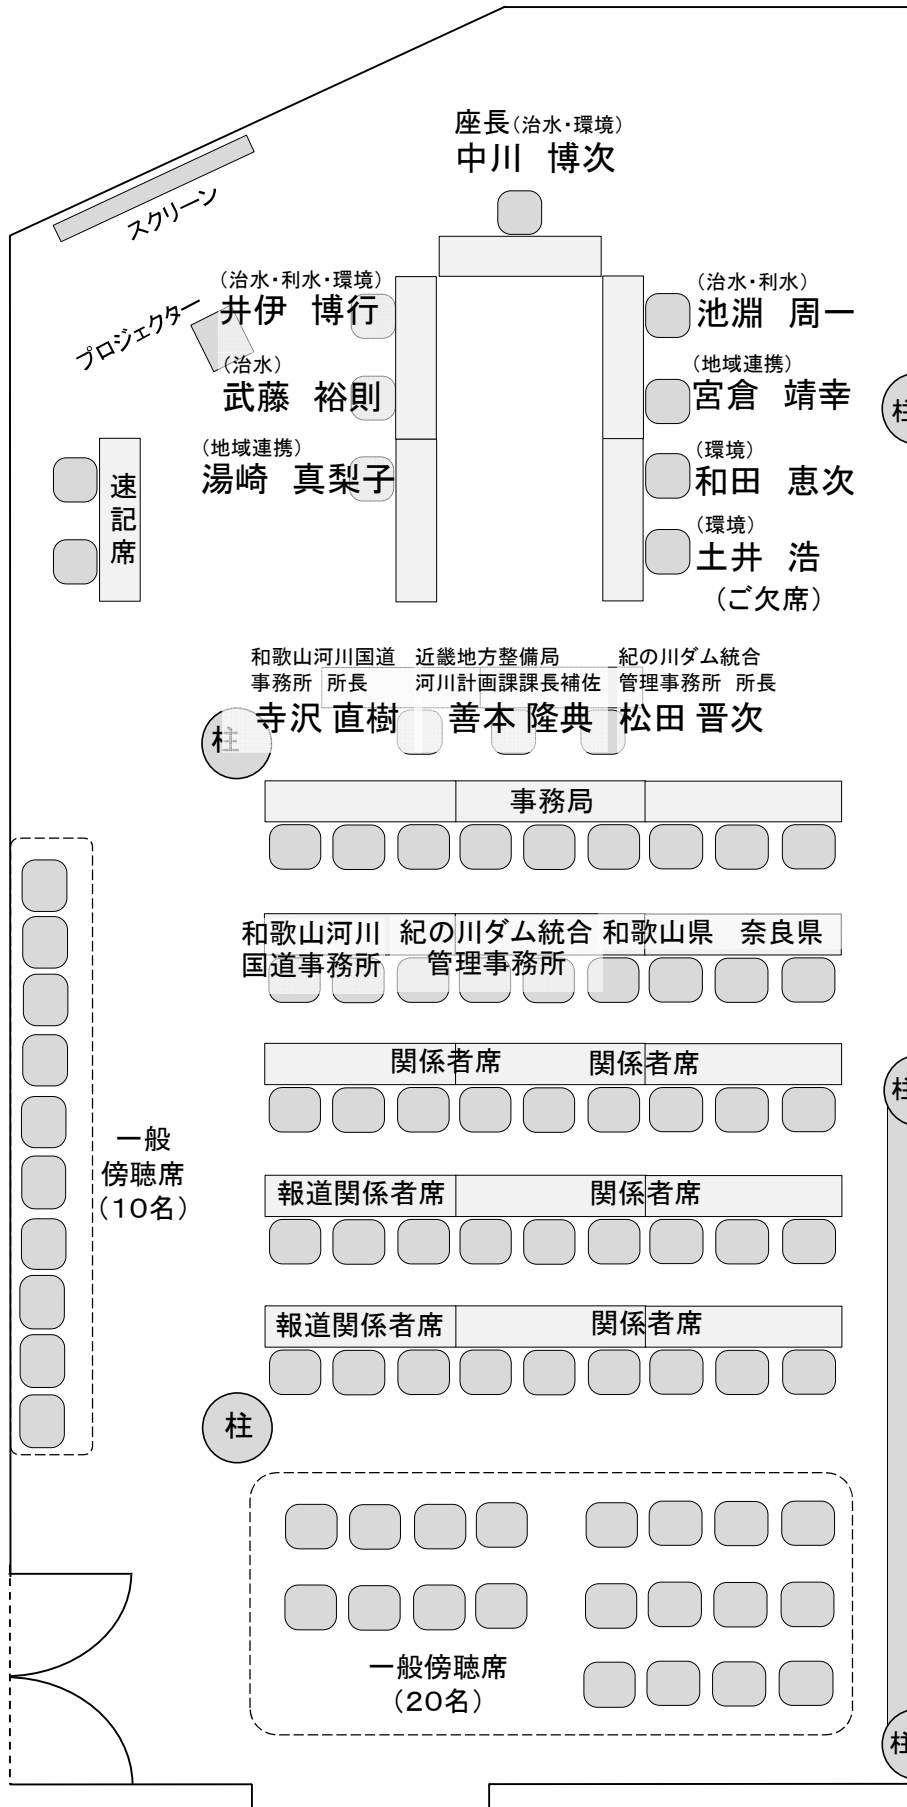 座長(治水・環境)
中川 博次
スクリーン
プロジェクター
(治水・利水・環境)
井伊 博行
(治水)
武藤 裕則
(地域連携)
湯崎 真梨子
(治水・利水)
池淵 周一
(地域連携)
宮倉 靖幸
(環境)
和田 恵次
(環境)
土井 浩
(ご欠席)
柱
速記席
和歌山河川国道
事務所 所長
寺沢 直樹
近畿地方整備局
河川計画課課長補佐
善本 隆典
紀の川ダム統合
管理事務所 所長
松田 晋次
柱
事務局
和歌山河川
国道事務所
紀の川ダム統合
管理事務所
和歌山県 奈良県
関係者席 関係者席
柱
一般
傍聴席
(10名)
報道関係者席 関係者席
報道関係者席 関係者席
柱
一般傍聴席
(20名)
柱